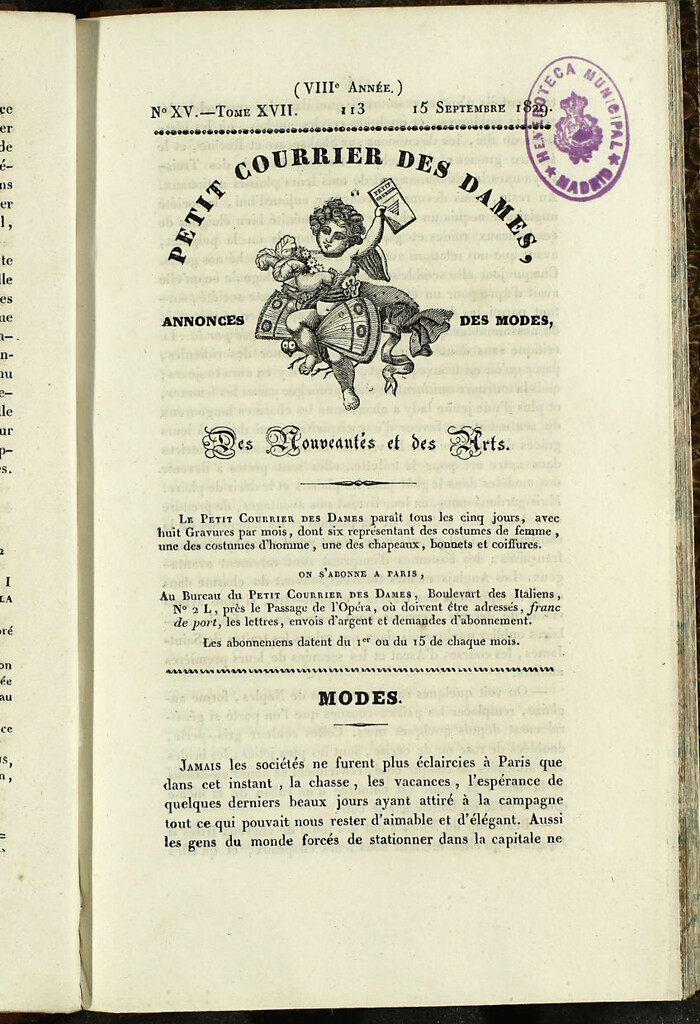 (VIIIe ANNÉE.)
No XV.—TOME XVII. 113 15 SEPTEMBRE 1829.
HEMEROTECA MUNICIPAL
★ MADRID ★
PETIT COURRIER DES DAMES,
PETIT
ANNONCES DES MODES,
Des Nouveautés et des Arts.
LE PETIT COURRIER DES DAMES paraît tous les cinq jours, avec
huit Gravures par mois, dont six représentant des costumes de femme,
une des costumes d'homme, une des chapeaux, bonnets et coiffures.
ON S'ABONNE A PARIS,
Au Bureau du PETIT COURRIER DES DAMES, Boulevart des Italiens,
No 2 L, près le Passage de l'Opéra, où doivent être adressés, franc
de port, les lettres, envois d'argent et demandes d'abonnement.
Les abonnemens datent du 1er ou du 15 de chaque mois.
MODES.
JAMAIS les sociétés ne furent plus éclaircies à Paris que
dans cet instant, la chasse, les vacances, l'espérance de
quelques derniers beaux jours ayant attiré à la campagne
tout ce qui pouvait nous rester d'aimable et d'élégant. Aussi
les gens du monde forcés de stationner dans la capitale ne